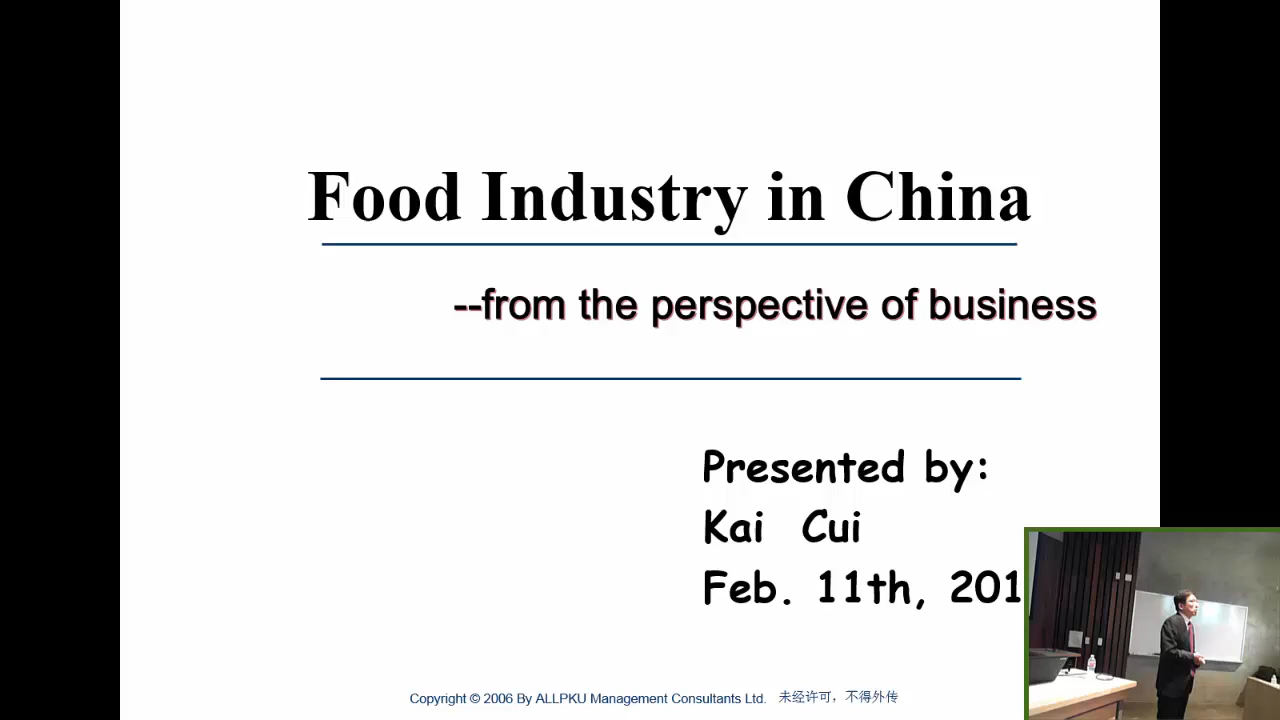 Food Industry in China
--from the perspective of business
Presented by:
Kai Cui
Feb. 11th, 201
Copyright © 2006 By ALLPKU Management Consultants Ltd. 未经许可，不得外传